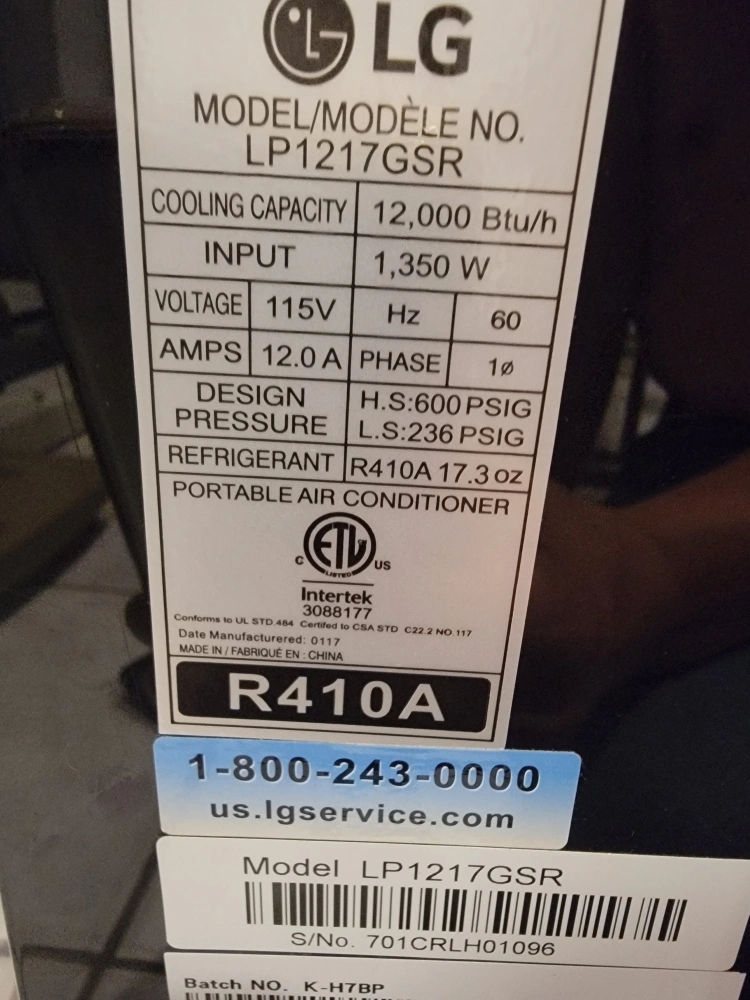 LG
MODEL/MODÈLE NO.
LP1217GSR
COOLING CAPACITY 12,000 Btu/h
INPUT 1,350 W
VOLTAGE 115V Hz 60
AMPS 12.0 A PHASE 1ø
DESIGN PRESSURE H.S:600 PSIG
L.S:236 PSIG
REFRIGERANT R410A 17.3 oz
PORTABLE AIR CONDITIONER
C ETL US
LISTED
Intertek
3088177
Conforms to UL STD.484 Certifed to CSA STD C22.2 NO.117
Date Manufacturered: 0117
MADE IN / FABRIQUÉ EN : CHINA
R410A
1-800-243-0000
us.lgservice.com
Model LP1217GSR
S/No. 701CRLH01096
Batch NO. K-H7BP